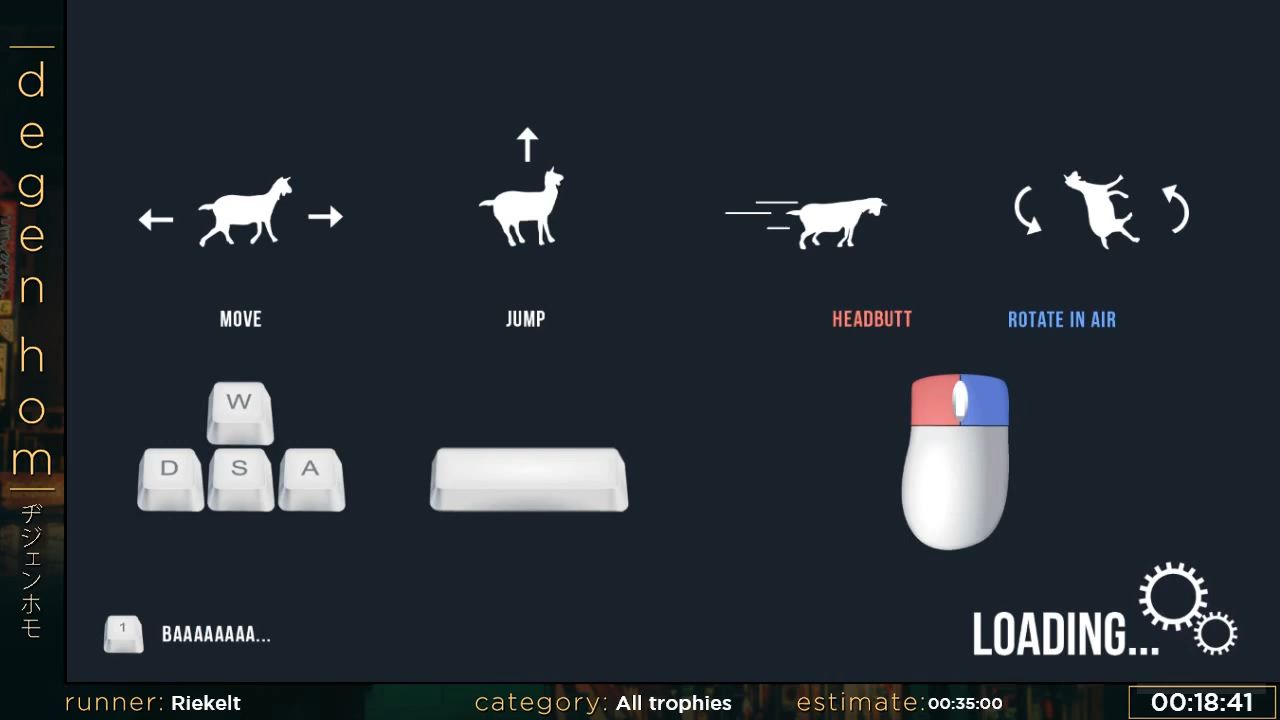 degen hom
ヂジェンホモ
MOVE
JUMP
HEADBUTT
ROTATE IN AIR
W
D S A
1 BAAAAAAAA...
LOADING...
runner: Riekelt
category: All trophies
estimate: 00:35:00
00:18:41